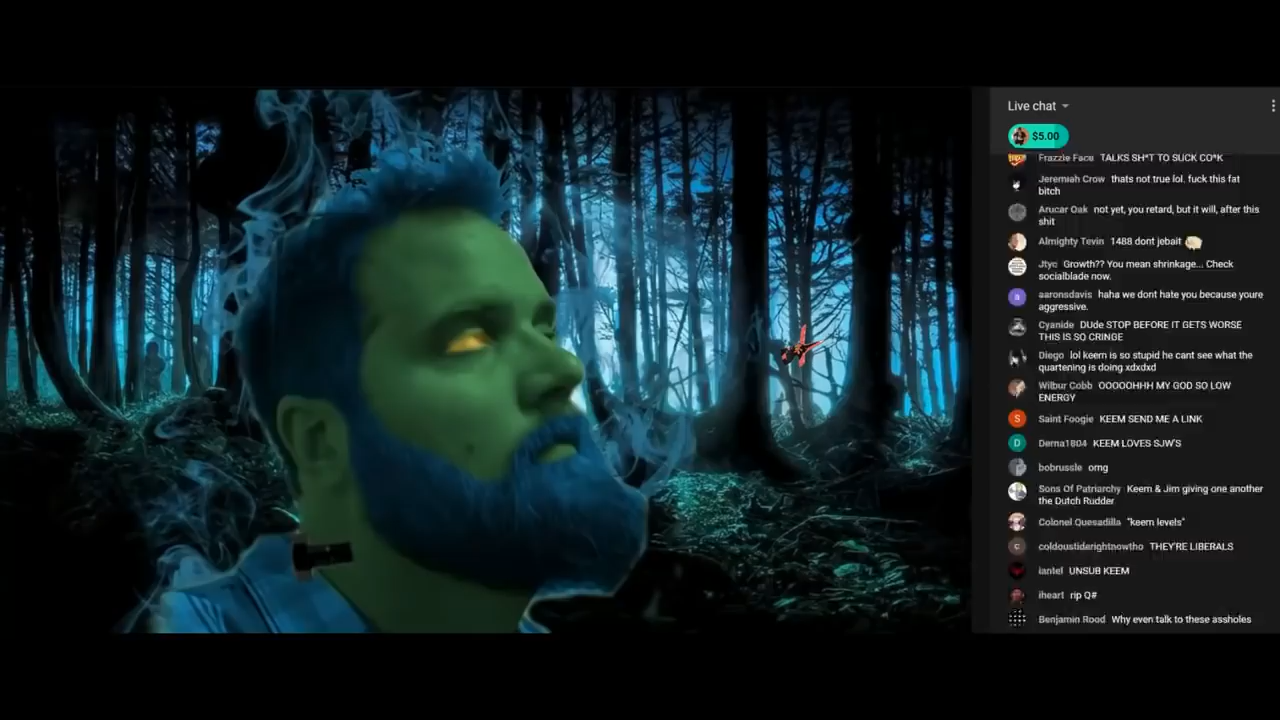 Live chat
$5.00
Frazzle Face TALKS SH*T TO SUCK CO*K
Jeremiah Crow thats not true lol. fuck this fat
bitch
Arucar Oak not yet, you retard, but it will, after this
shit
Almighty Tevin 1488 dont jebait
Jtyc Growth?? You mean shrinkage... Check
socialblade now.
a aaronsdavis haha we dont hate you because youre
aggressive.
Cyanide DUde STOP BEFORE IT GETS WORSE
THIS IS SO CRINGE
Diego lol keem is so stupid he cant see what the
quartening is doing xdxdxd
Wilbur Cobb OOOOOHHH MY GOD SO LOW
ENERGY
S Saint Foogie KEEM SEND ME A LINK
D Derna1804 KEEM LOVES SJW'S
bobrussle omg
Sons Of Patriarchy Keem & Jim giving one another
the Dutch Rudder
Colonel Quesadilla "keem levels"
c coldoustiderightnowtho THEY'RE LIBERALS
iantel UNSUB KEEM
iheart rip Q#
Benjamin Rood Why even talk to these assholes